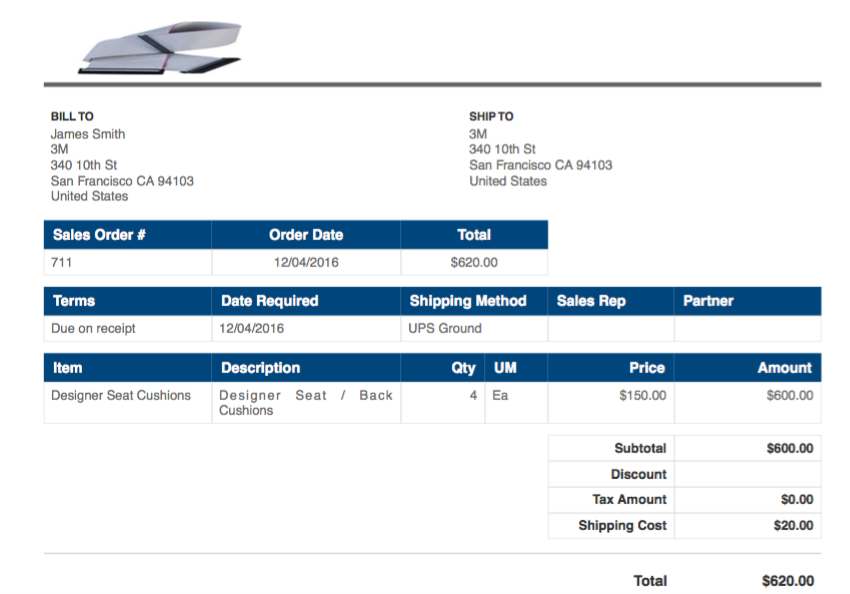 BILL TO
James Smith
3M
340 10th St
San Francisco CA 94103
United States
SHIP TO
3M
340 10th St
San Francisco CA 94103
United States
Sales Order # Order Date Total
711 12/04/2016 $620.00
Terms Date Required Shipping Method Sales Rep Partner
Due on receipt 12/04/2016 UPS Ground
Item Description Qty UM Price Amount
Designer Seat Cushions Designer Seat / Back 4 Ea $150.00 $600.00
Cushions
Subtotal $600.00
Discount
Tax Amount $0.00
Shipping Cost $20.00
Total $620.00